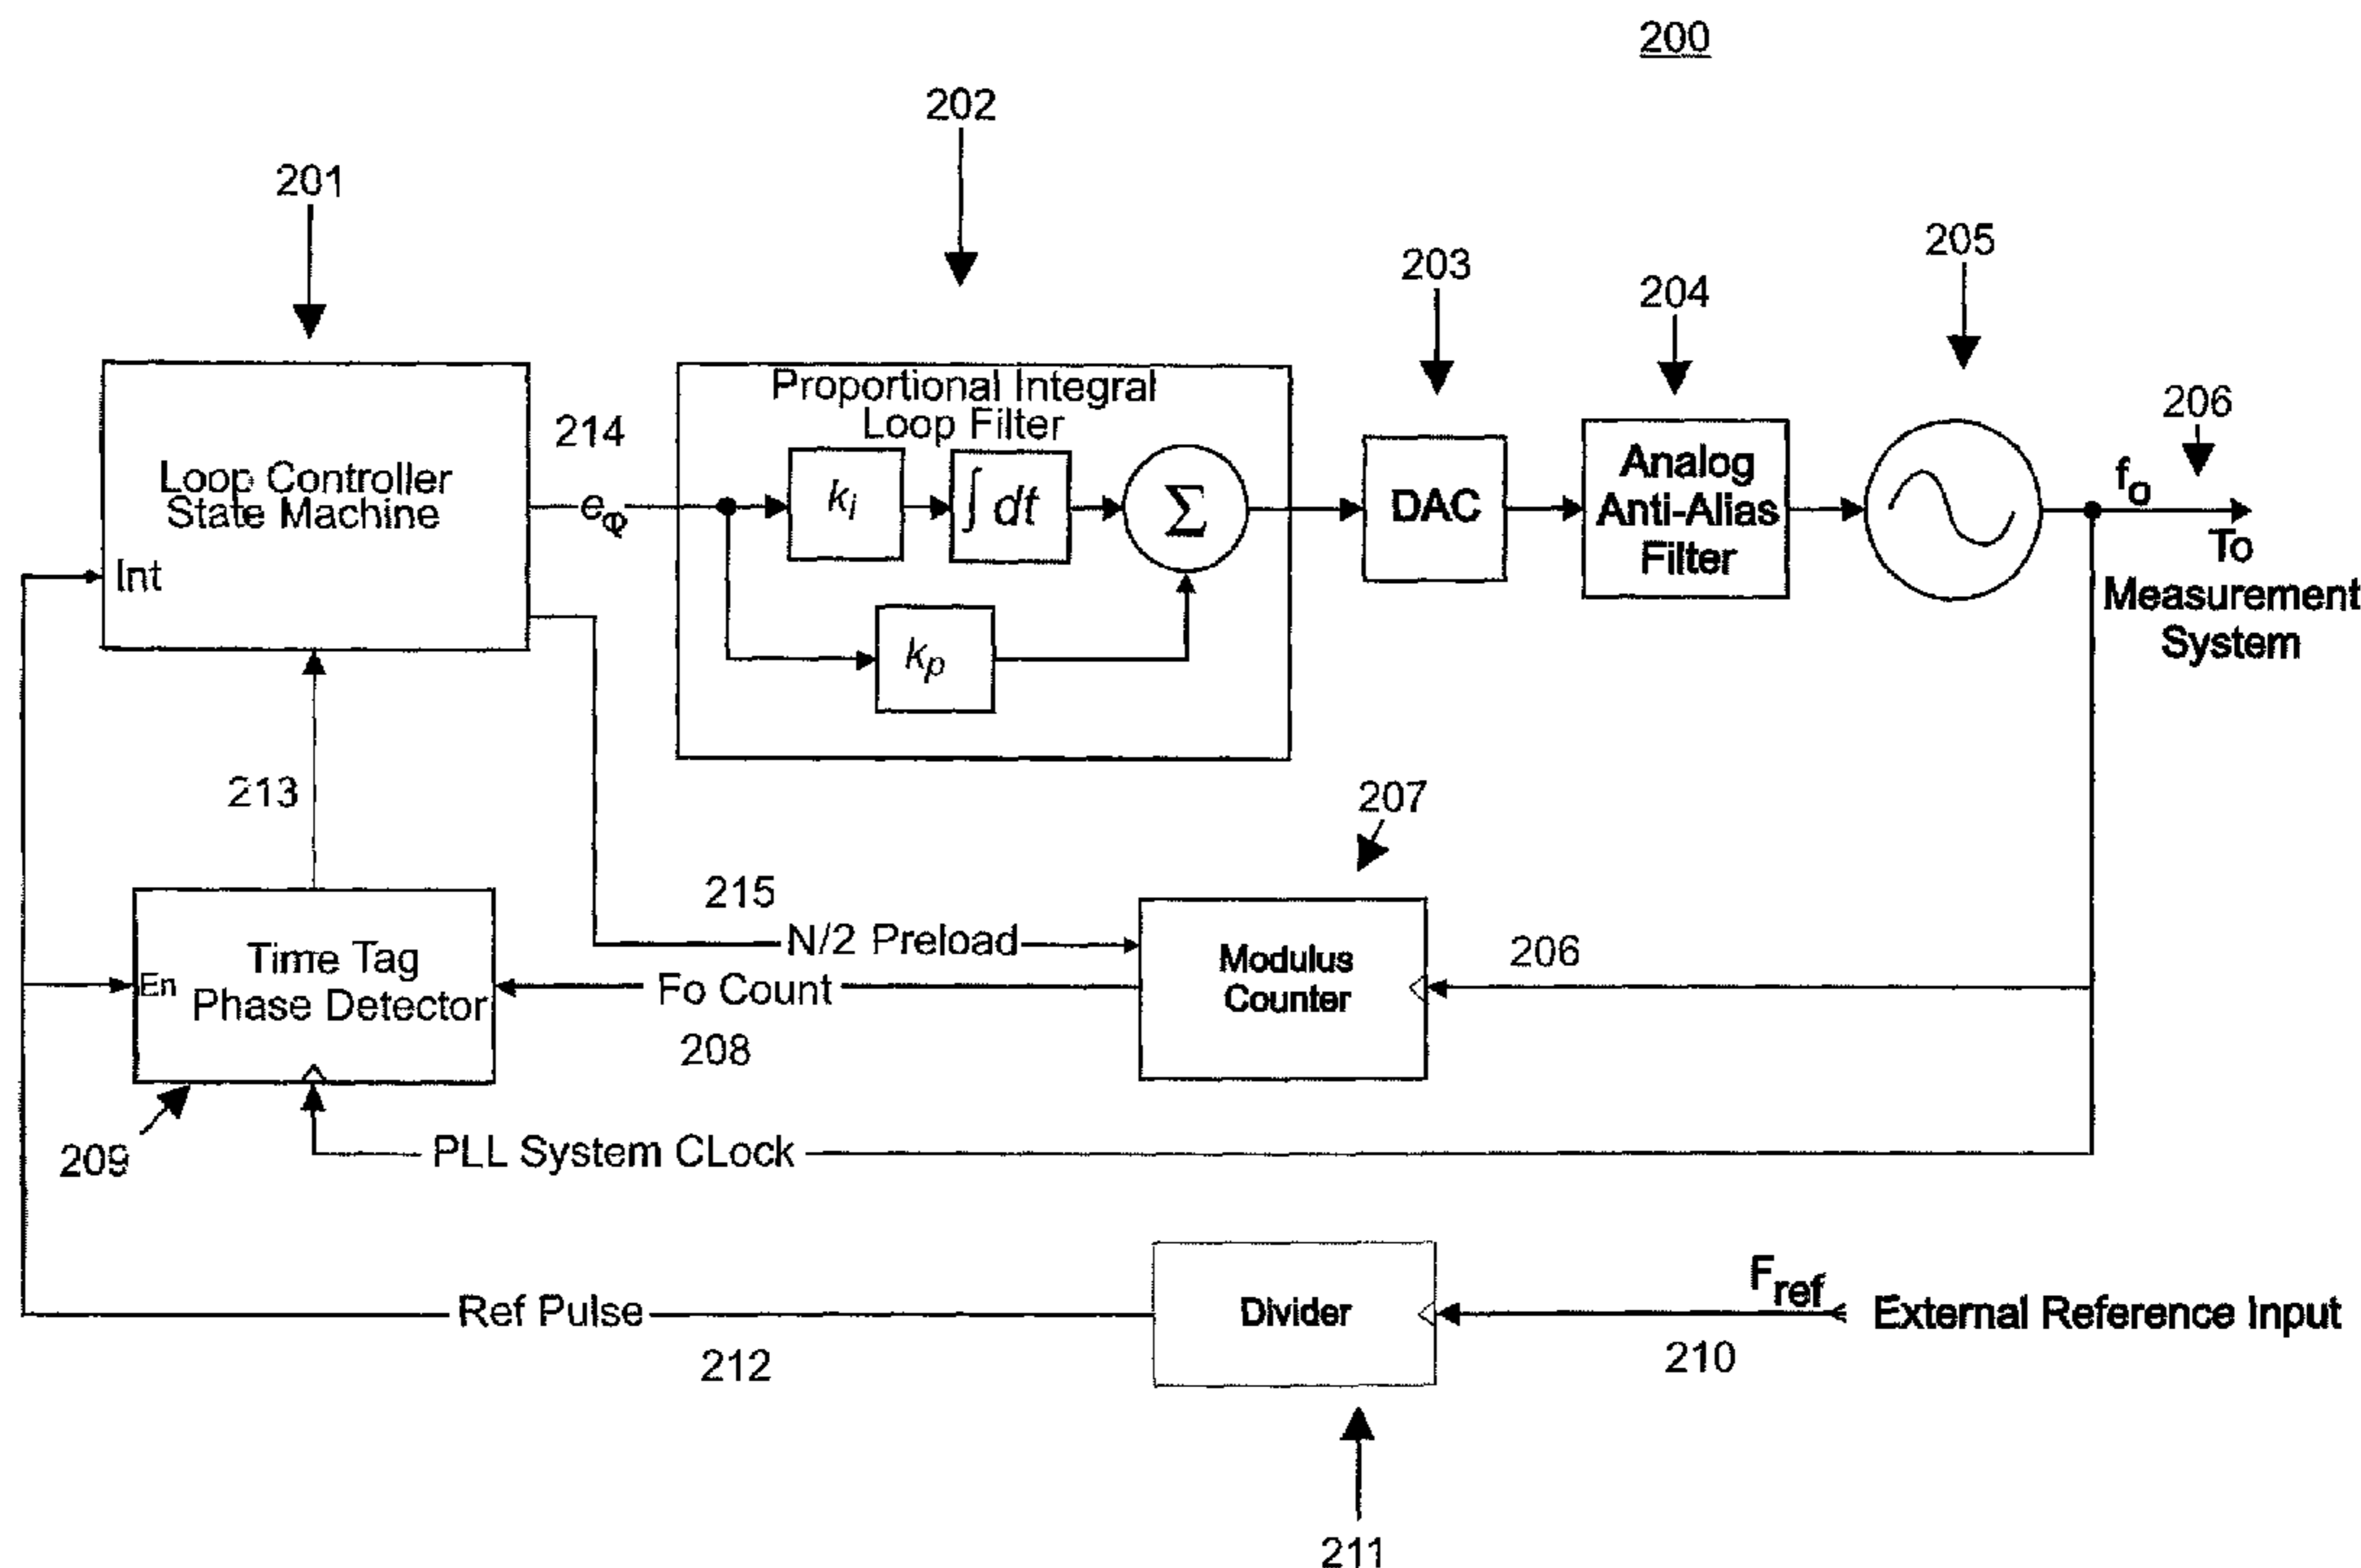 200
202
201
205
203
204
206
Proportional Integral
Loop Filter
214
Loop Controller
State Machine
eφ
ki
∫ dt
Σ
DAC
Analog
Anti-Alias
Filter
fo
To
Measurement
System
Int
kp
213
207
215
N/2 Preload
Time Tag
Phase Detector
En
Fo Count
208
Modulus
Counter
206
209
PLL System CLock
Ref Pulse
212
Divider
Fref
External Reference Input
210
211